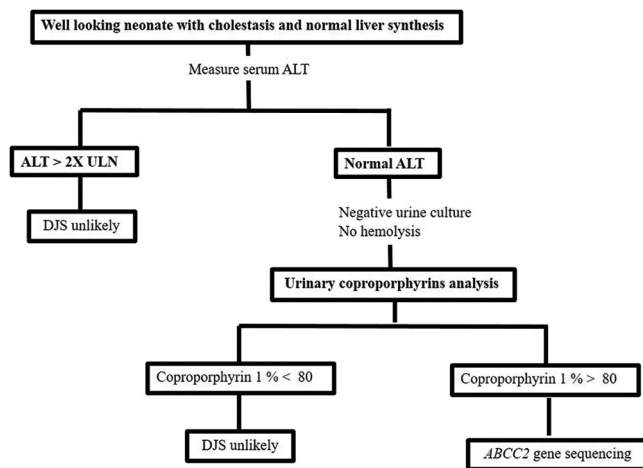 Well looking neonate with cholestasis and normal liver synthesis
Measure serum ALT
ALT > 2X ULN
Normal ALT
DJS unlikely
Negative urine culture
No hemolysis
Urinary coproporphyrins analysis
Coproporphyrin 1 % < 80
Coproporphyrin 1 % > 80
DJS unlikely
ABCC2 gene sequencing